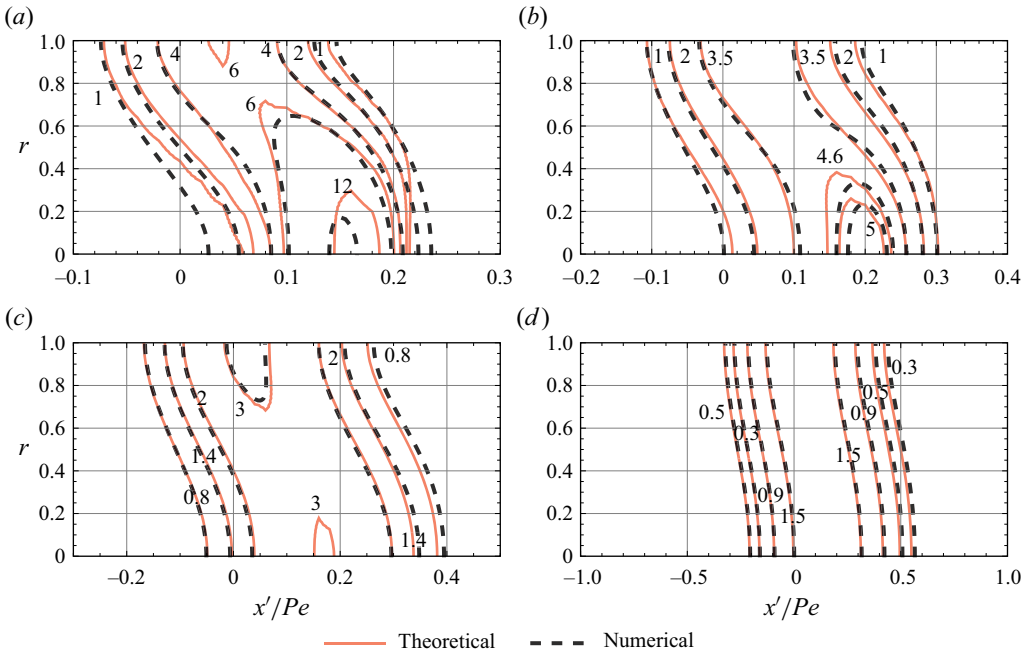 (a) (b)
1.0 1.0
0.8 0.8
0.6 0.6
0.4 0.4
0.2 0.2
0 0
r
1 2 4 6 4 2 1
6
12
1 2 3.5 3.5 2 1
4.6
5
–0.1 0 0.1 0.2 0.3
–0.2 –0.1 0 0.1 0.2 0.3 0.4
(c) (d)
1.0 1.0
0.8 0.8
0.6 0.6
0.4 0.4
0.2 0.2
0 0
r
2 0.8
2 3
1.4
0.8 3
1.4
0.3
0.5 0.5
0.3 0.9
1.5
0.9
1.5
–0.2 0 0.2 0.4
–1.0 –0.5 0 0.5 1.0
x′/Pe x′/Pe
Theoretical Numerical